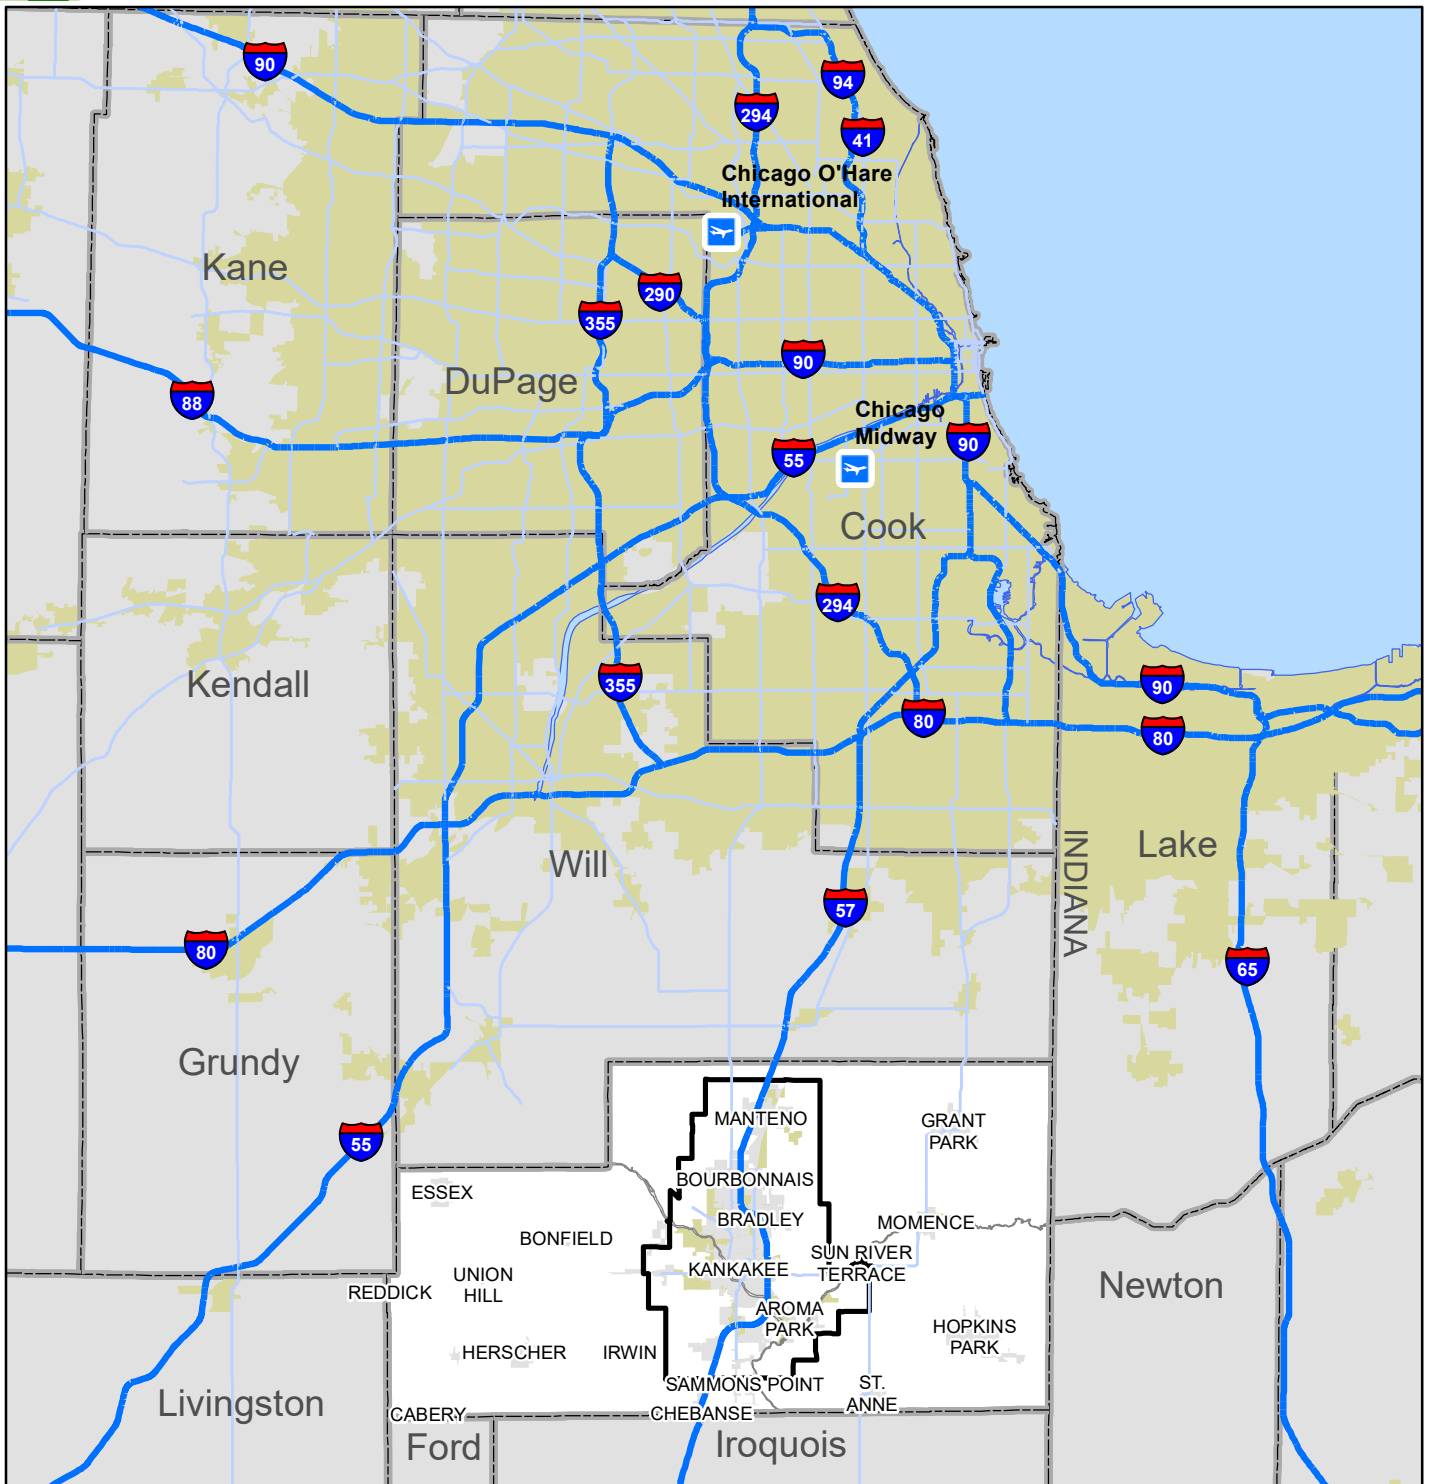 90
94
294
41
Chicago O'Hare
International
Kane
290
355
90
DuPage
88
Chicago
Midway
90
55
Cook
294
Kendall
355
90
80
80
INDIANA
Lake
Will
57
80
65
Grundy
MANTENO
GRANT
PARK
55
BOURBONNAIS
ESSEX
BRADLEY
MOMENCE
BONFIELD
SUN RIVER
TERRACE
KANKAKEE
UNION
HILL
REDDICK
Newton
AROMA
PARK
HOPKINS
PARK
HERSCHER
IRWIN
SAMMONS POINT
ST.
ANNE
Livingston
CABERY
CHEBANSE
Ford
Iroquois